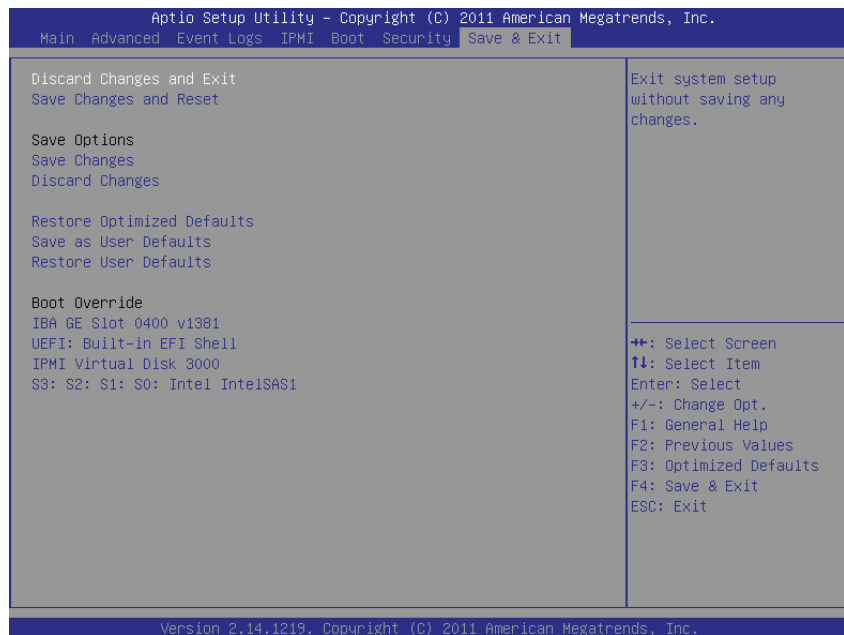 Aptio Setup Utility – Copyright (C) 2011 American Megatrends, Inc.
Main Advanced Event Logs IPMI Boot Security Save & Exit
Discard Changes and Exit
Save Changes and Reset
Save Options
Save Changes
Discard Changes
Restore Optimized Defaults
Save as User Defaults
Restore User Defaults
Boot Override
IBA GE Slot 0400 v1381
UEFI: Built-in EFI Shell
IPMI Virtual Disk 3000
S3: S2: S1: S0: Intel IntelSAS1
Exit system setup
without saving any
changes.
→←: Select Screen
↑↓: Select Item
Enter: Select
+/-: Change Opt.
F1: General Help
F2: Previous Values
F3: Optimized Defaults
F4: Save & Exit
ESC: Exit
Version 2.14.1219. Copyright (C) 2011 American Megatrends, Inc.